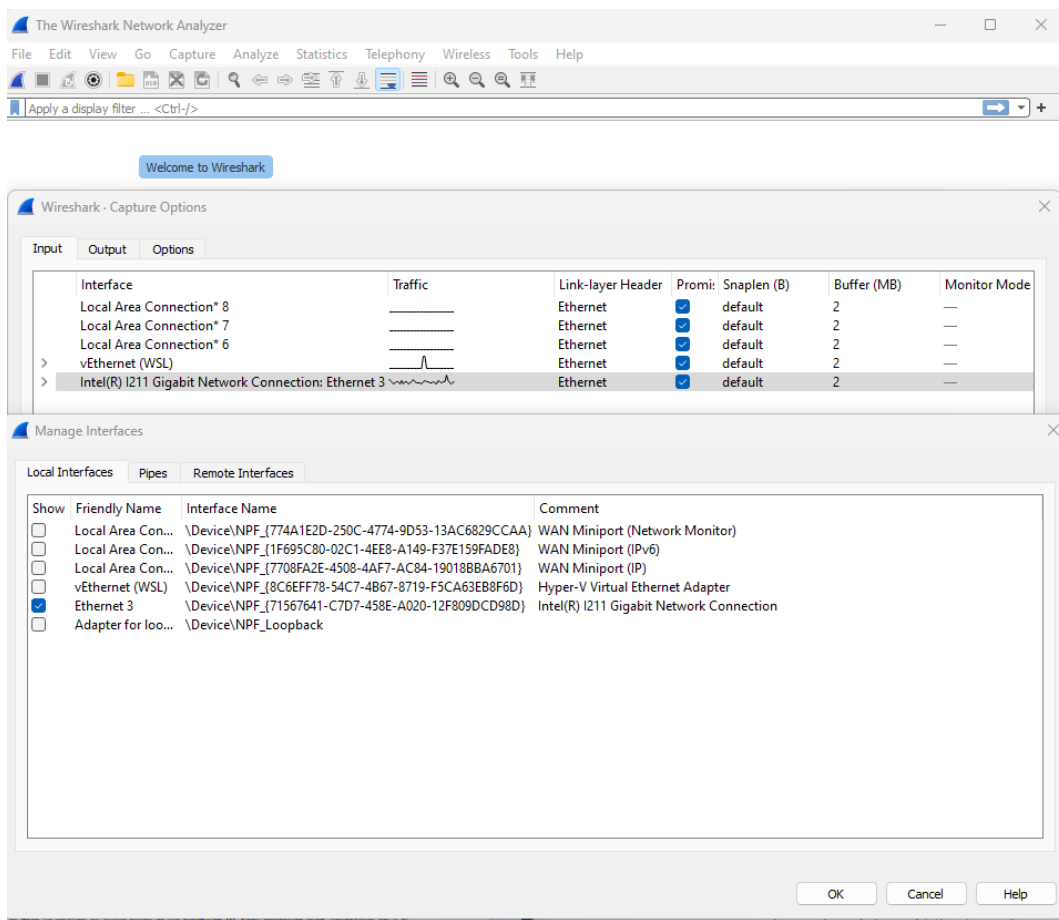 The Wireshark Network Analyzer
File Edit View Go Capture Analyze Statistics Telephony Wireless Tools Help
Apply a display filter ... <Ctrl-/>
Welcome to Wireshark
Wireshark · Capture Options
Input Output Options
Interface Traffic Link-layer Header Promis Snaplen (B) Buffer (MB) Monitor Mode
Local Area Connection* 8 Ethernet default 2 —
Local Area Connection* 7 Ethernet default 2 —
Local Area Connection* 6 Ethernet default 2 —
vEthernet (WSL) Ethernet default 2 —
Intel(R) I211 Gigabit Network Connection: Ethernet 3 Ethernet default 2 —
Manage Interfaces
Local Interfaces Pipes Remote Interfaces
Show Friendly Name Interface Name Comment
Local Area Con... \Device\NPF_{774A1E2D-250C-4774-9D53-13AC6829CCAA} WAN Miniport (Network Monitor)
Local Area Con... \Device\NPF_{1F695C80-02C1-4EE8-A149-F37E159FADE8} WAN Miniport (IPv6)
Local Area Con... \Device\NPF_{7708FA2E-4508-4AF7-AC84-19018BBA6701} WAN Miniport (IP)
vEthernet (WSL) \Device\NPF_{8C6EFF78-54C7-4B67-8719-F5CA63EB8F6D} Hyper-V Virtual Ethernet Adapter
Ethernet 3 \Device\NPF_{71567641-C7D7-458E-A020-12F809DCD98D} Intel(R) I211 Gigabit Network Connection
Adapter for loo... \Device\NPF_Loopback
OK Cancel Help